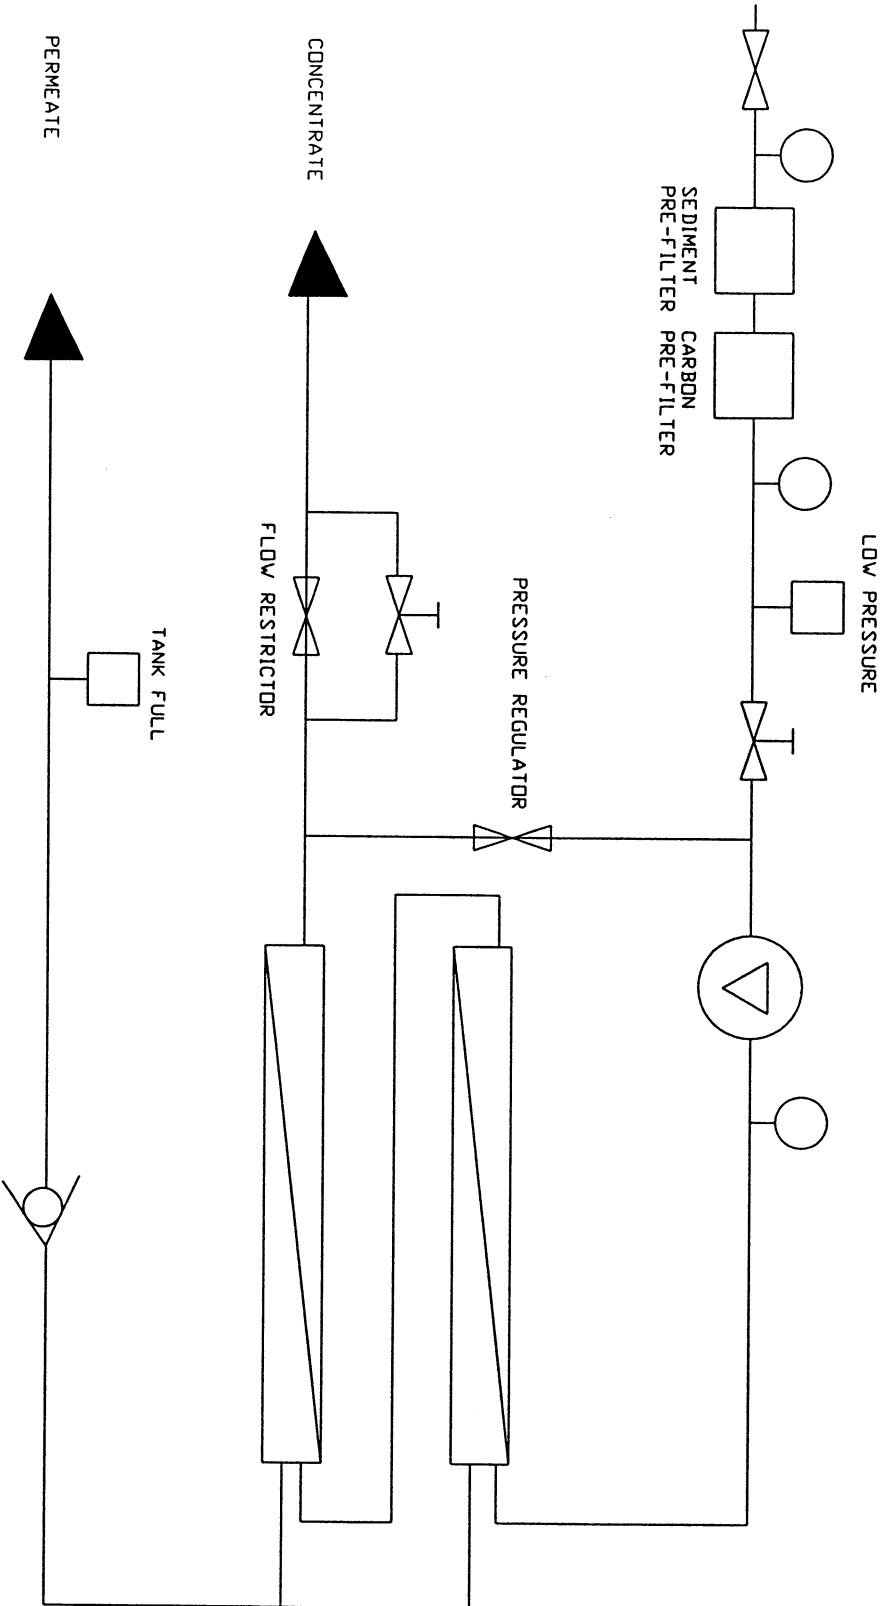 LOW PRESSURE
SEDIMENT
PRE-FILTER
CARBON
PRE-FILTER
PRESSURE REGULATOR
CONCENTRATE
FLOW RESTRICTOR
TANK FULL
PERMEATE